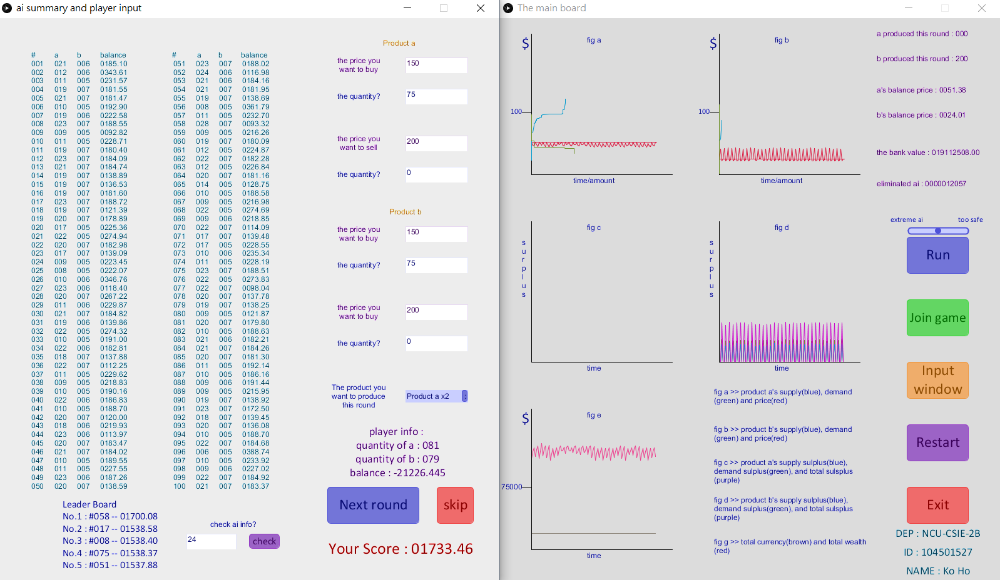 ai summary and player input
# a b balance # a b balance
001 021 006 0185.10 051 023 007 0188.02
002 012 006 0343.61 052 024 006 0116.98
003 011 005 0231.57 053 021 006 0184.16
004 019 007 0181.55 054 021 007 0181.95
005 021 007 0181.47 055 019 007 0138.69
006 010 005 0192.90 056 008 005 0361.79
007 019 006 0222.58 057 011 005 0232.70
008 023 007 0188.55 058 028 007 0093.32
009 009 005 0092.82 059 009 005 0216.26
010 011 005 0228.71 060 019 007 0180.09
011 019 007 0180.40 061 012 005 0224.87
012 023 007 0184.09 062 022 007 0182.28
013 021 007 0184.74 063 012 005 0226.84
014 019 007 0138.89 064 020 007 0181.16
015 019 007 0136.53 065 014 005 0128.75
016 019 007 0181.60 066 010 005 0188.58
017 023 007 0188.72 067 009 005 0216.98
018 019 007 0121.39 068 022 005 0274.69
019 020 007 0178.89 069 009 006 0218.85
020 017 005 0225.36 070 022 007 0114.09
021 022 005 0274.94 071 017 007 0139.48
022 020 007 0182.98 072 017 005 0228.55
023 017 007 0139.09 073 010 006 0235.34
024 009 005 0223.45 074 011 005 0228.19
025 008 005 0222.07 075 023 007 0188.51
026 010 006 0346.76 076 022 005 0273.83
027 023 006 0118.40 077 022 007 0098.04
028 020 007 0267.22 078 020 007 0137.78
029 011 006 0229.87 079 019 007 0138.25
030 021 007 0184.82 080 009 005 0121.87
031 019 006 0139.86 081 020 007 0179.80
032 022 005 0274.32 082 010 005 0188.63
033 010 005 0191.00 083 021 006 0182.21
034 022 006 0182.81 084 021 007 0184.26
035 018 007 0137.88 085 020 007 0181.30
036 022 007 0112.25 086 011 005 0192.14
037 011 005 0229.62 087 010 005 0186.16
038 009 005 0218.83 088 009 006 0191.44
039 010 005 0190.16 089 009 005 0215.95
040 022 006 0186.83 090 019 007 0138.92
041 010 005 0188.70 091 023 007 0172.50
042 020 007 0120.00 092 018 007 0139.45
043 018 006 0219.93 093 020 007 0136.08
044 023 006 0113.97 094 010 005 0188.70
045 020 007 0183.47 095 022 007 0184.68
046 021 007 0184.02 096 006 005 0388.74
047 010 005 0189.55 097 010 005 0233.92
048 011 005 0227.55 098 009 006 0227.02
049 023 006 0187.26 099 022 007 0184.92
050 020 007 0138.59 100 021 007 0183.37
Leader Board
No.1 : #058 -- 01700.08
No.2 : #017 -- 01538.58
No.3 : #008 -- 01538.40
No.4 : #075 -- 01538.37
No.5 : #051 -- 01537.88
check ai info?
24
check
Product a
the price you
want to buy
150
the quantity?
75
the price you
want to sell
200
the quantity?
0
Product b
the price you
want to buy
150
the quantity?
75
the price you
want to buy
200
the quantity?
0
The product you
want to produce
this round
Product a x2
player info :
quantity of a : 081
quantity of b : 079
balance : -21226.445
Next round
skip
Your Score : 01733.46
The main board
$
fig a
100
time/amount
$
fig b
100
time/amount
fig c
surplus
time
fig d
surplus
time
$
fig e
75000
time
a produced this round : 000
b produced this round : 200
a's balance price : 0051.38
b's balance price : 0024.01
the bank value : 019112508.00
eliminated ai : 0000012057
extreme ai too safe
Run
Join game
Input
window
Restart
Exit
fig a >> product a's supply(blue), demand
(green) and price(red)
fig b >> product b's supply(blue), demand
(green) and price(red)
fig c >> product a's supply sulplus(blue),
demand sulplus(green), and total sulsplus
(purple)
fig d >> product b's supply sulplus(blue),
demand sulplus(green), and total sulsplus
(purple)
fig g >> total currency(brown) and total wealth
(red)
DEP : NCU-CSIE-2B
ID : 104501527
NAME : Ko Ho